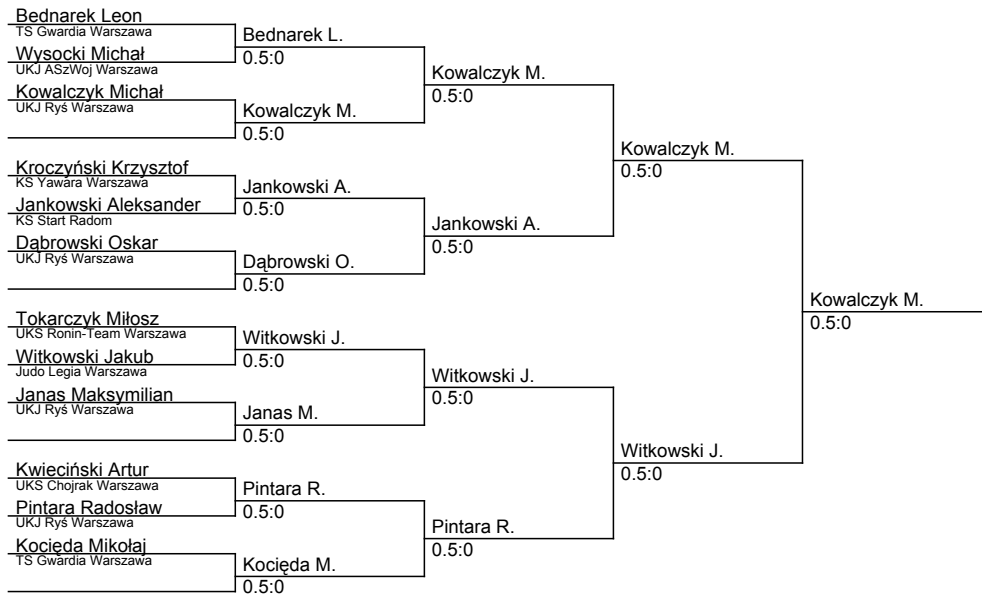 Bednarek Leon
TS Gwardia Warszawa
Wysocki Michał
UKJ ASzWoj Warszawa
Kowalczyk Michał
UKJ Ryś Warszawa
Kroczyński Krzysztof
KS Yawara Warszawa
Jankowski Aleksander
KS Start Radom
Dąbrowski Oskar
UKJ Ryś Warszawa
Tokarczyk Miłosz
UKS Ronin-Team Warszawa
Witkowski Jakub
Judo Legia Warszawa
Janas Maksymilian
UKJ Ryś Warszawa
Kwieciński Artur
UKS Chojrak Warszawa
Pintara Radosław
UKJ Ryś Warszawa
Kocięda Mikołaj
TS Gwardia Warszawa
Bednarek L.
0.5:0
Kowalczyk M.
0.5:0
Jankowski A.
0.5:0
Dąbrowski O.
0.5:0
Witkowski J.
0.5:0
Janas M.
0.5:0
Pintara R.
0.5:0
Kocięda M.
0.5:0
Kowalczyk M.
0.5:0
Jankowski A.
0.5:0
Witkowski J.
0.5:0
Pintara R.
0.5:0
Kowalczyk M.
0.5:0
Witkowski J.
0.5:0
Kowalczyk M.
0.5:0